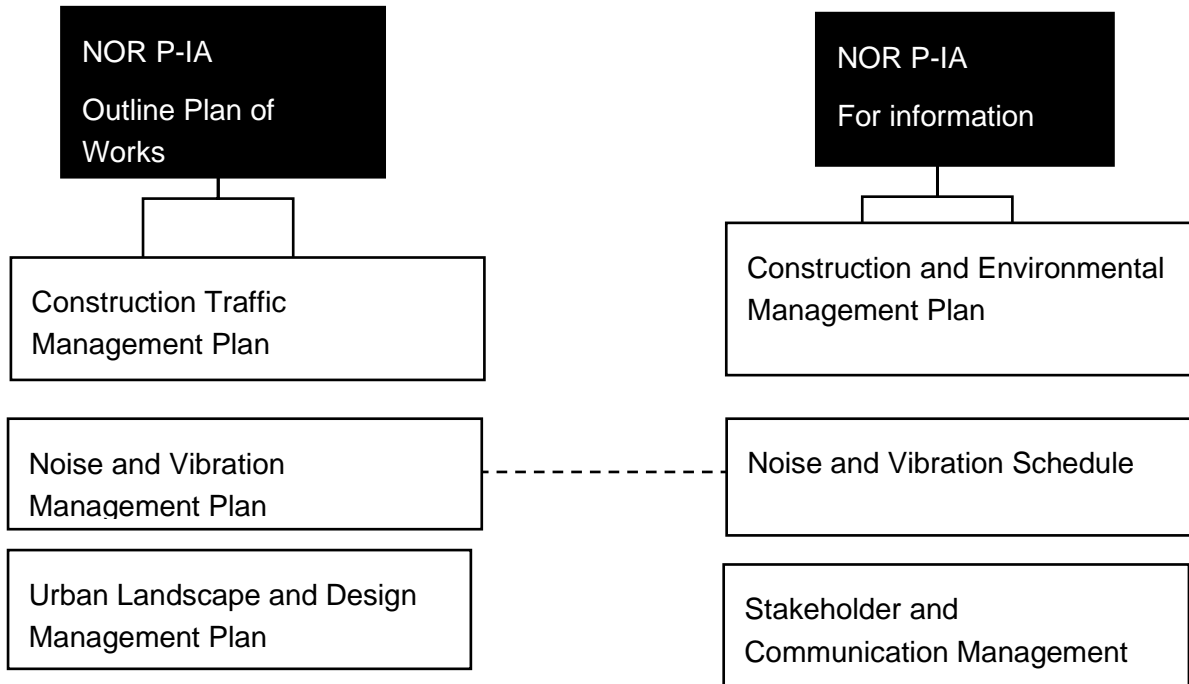 NOR P-IA
Outline Plan of
Works
Construction Traffic
Management Plan
Noise and Vibration
Management Plan
Urban Landscape and Design
Management Plan
NOR P-IA
For information
Construction and Environmental
Management Plan
Noise and Vibration Schedule
Stakeholder and
Communication Management